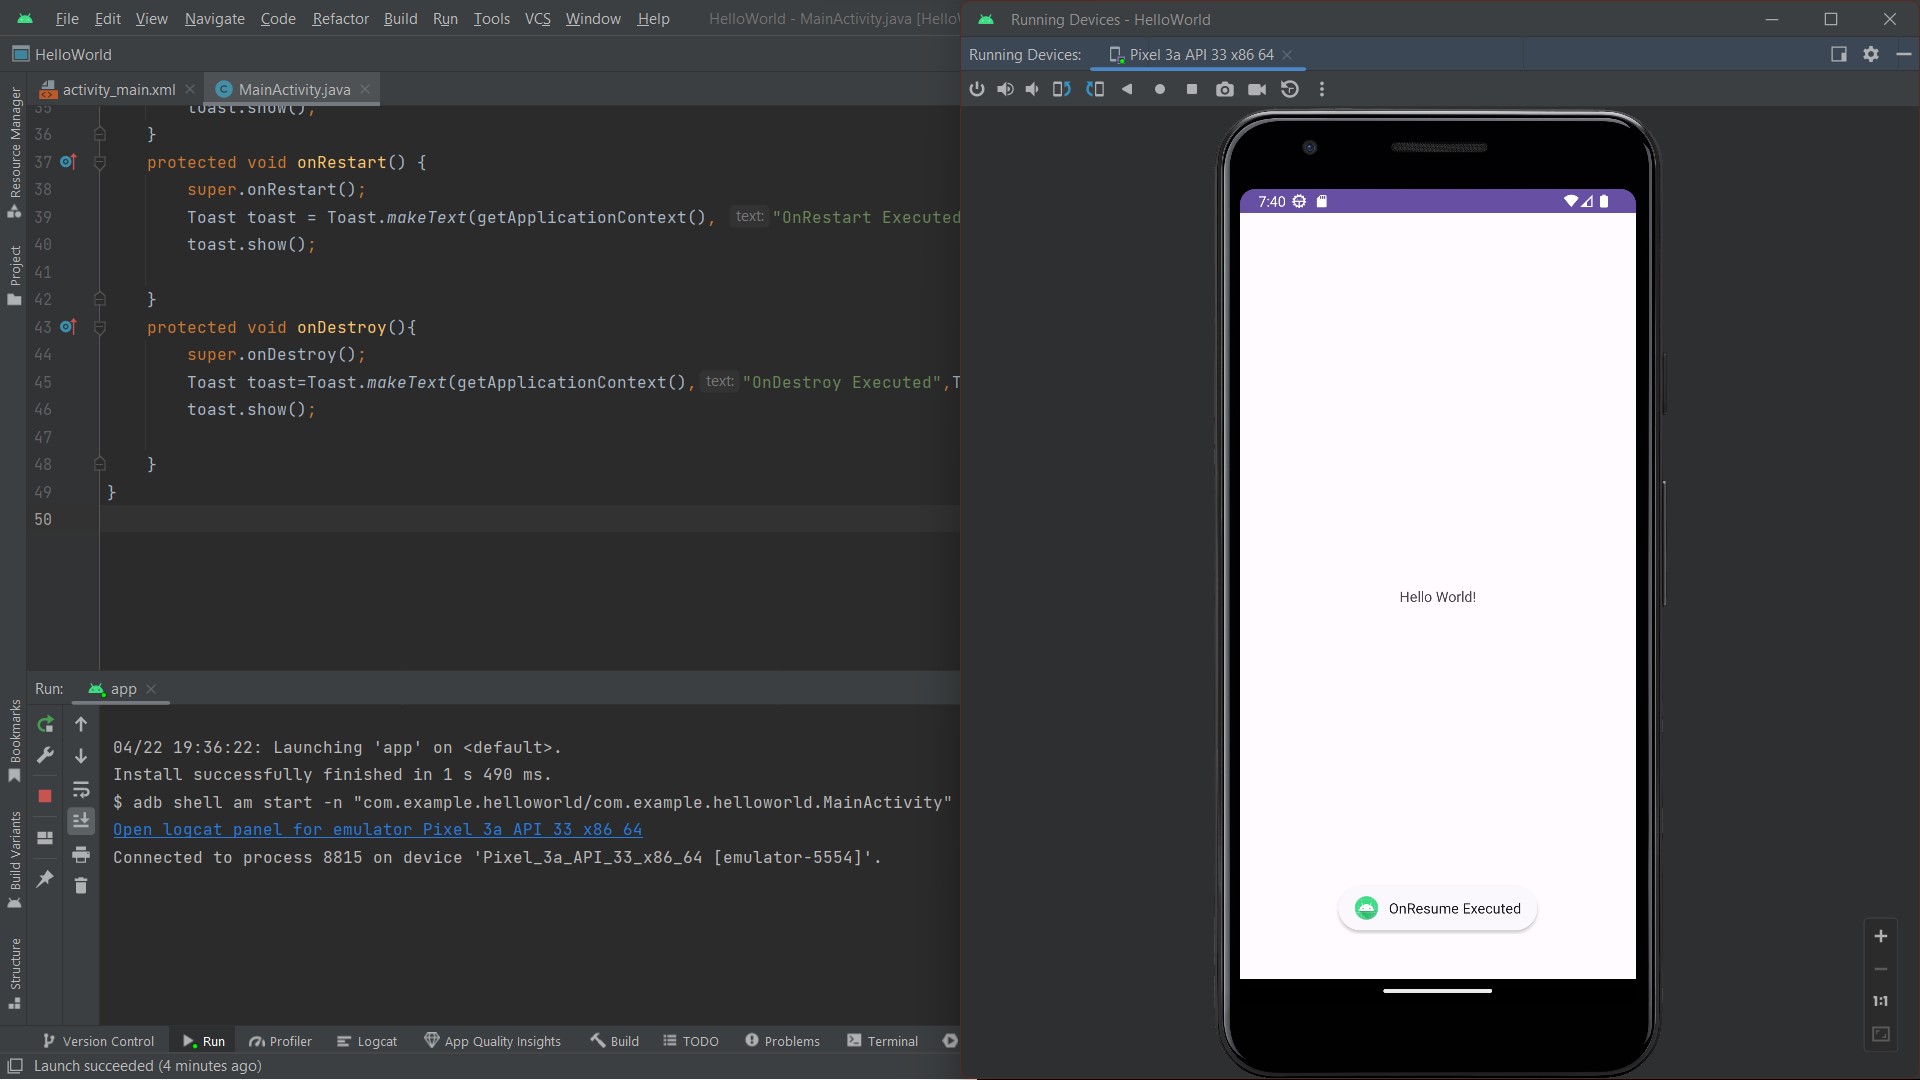 File Edit View Navigate Code Refactor Build Run Tools VCS Window Help HelloWorld - MainActivity.java [Hello
HelloWorld
activity_main.xml MainActivity.java
Resource Manager
Project
Bookmarks
Build Variants
Structure
35 toast.show();
36 }
37 protected void onRestart() {
38 super.onRestart();
39 Toast toast = Toast.makeText(getApplicationContext(), text: "OnRestart Executed
40 toast.show();
41
42 }
43 protected void onDestroy(){
44 super.onDestroy();
45 Toast toast=Toast.makeText(getApplicationContext(), text: "OnDestroy Executed",T
46 toast.show();
47
48 }
49 }
50
Run: app
04/22 19:36:22: Launching 'app' on <default>.
Install successfully finished in 1 s 490 ms.
$ adb shell am start -n "com.example.helloworld/com.example.helloworld.MainActivity"
Open logcat panel for emulator Pixel 3a API 33 x86 64
Connected to process 8815 on device 'Pixel_3a_API_33_x86_64 [emulator-5554]'.
Version Control Run Profiler Logcat App Quality Insights Build TODO Problems Terminal
Launch succeeded (4 minutes ago)
Running Devices - HelloWorld
Running Devices: Pixel 3a API 33 x86 64
7:40
Hello World!
OnResume Executed
1:1